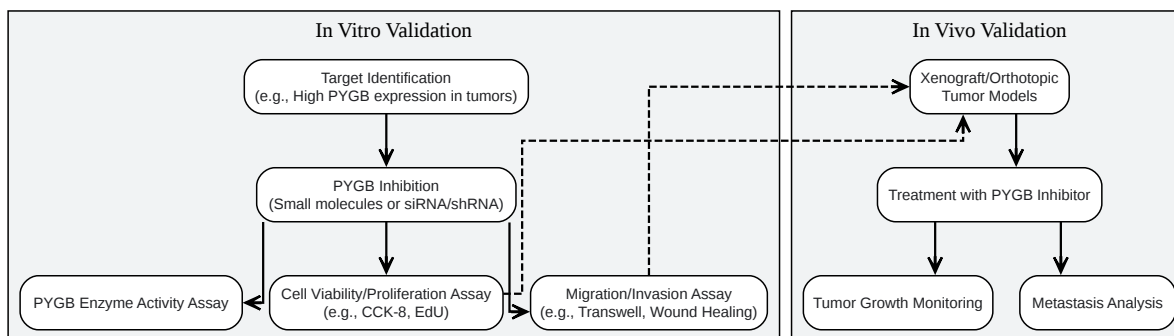 In Vitro Validation
Target Identification
(e.g., High PYGB expression in tumors)
PYGB Inhibition
(Small molecules or siRNA/shRNA)
PYGB Enzyme Activity Assay
Cell Viability/Proliferation Assay
(e.g., CCK-8, EdU)
Migration/Invasion Assay
(e.g., Transwell, Wound Healing)
In Vivo Validation
Xenograft/Orthotopic
Tumor Models
Treatment with PYGB Inhibitor
Tumor Growth Monitoring
Metastasis Analysis